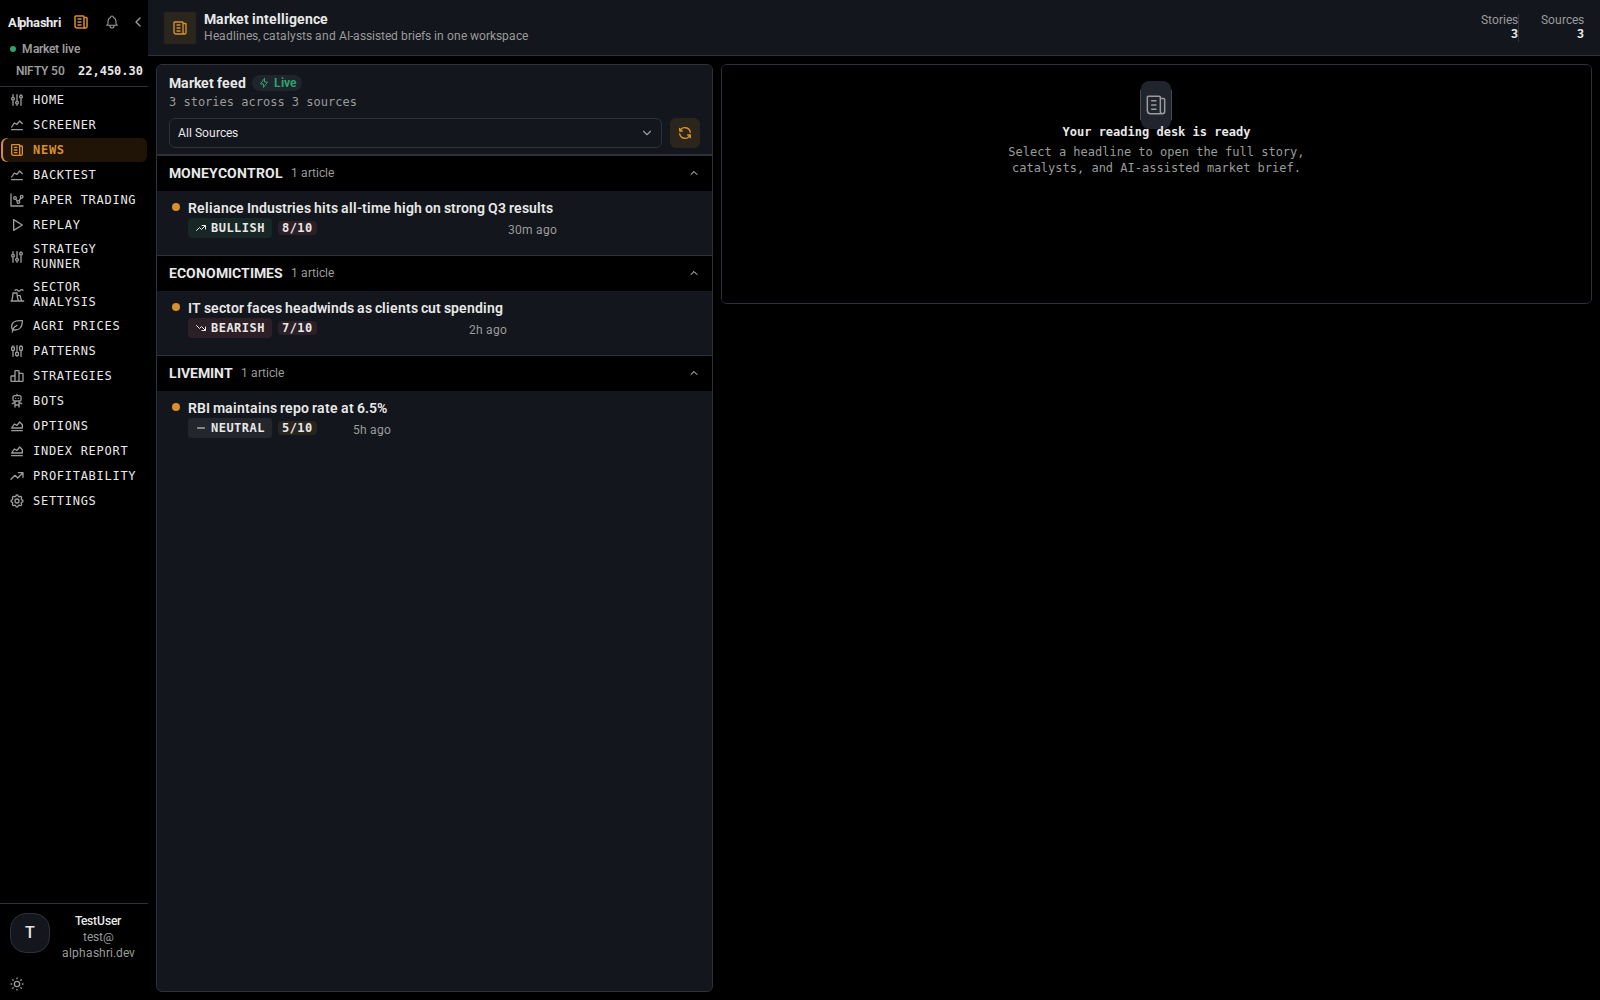 Alphashri
Market live
NIFTY 50 22,450.30
HOME
SCREENER
NEWS
BACKTEST
PAPER TRADING
REPLAY
STRATEGY
RUNNER
SECTOR
ANALYSIS
AGRI PRICES
PATTERNS
STRATEGIES
BOTS
OPTIONS
INDEX REPORT
PROFITABILITY
SETTINGS
T
TestUser
test@
alphashri.dev
Market intelligence
Headlines, catalysts and AI-assisted briefs in one workspace
Stories
3
Sources
3
Market feed Live
3 stories across 3 sources
All Sources
MONEYCONTROL 1 article
Reliance Industries hits all-time high on strong Q3 results
BULLISH 8/10 30m ago
ECONOMICTIMES 1 article
IT sector faces headwinds as clients cut spending
BEARISH 7/10 2h ago
LIVEMINT 1 article
RBI maintains repo rate at 6.5%
NEUTRAL 5/10 5h ago
Your reading desk is ready
Select a headline to open the full story,
catalysts, and AI-assisted market brief.